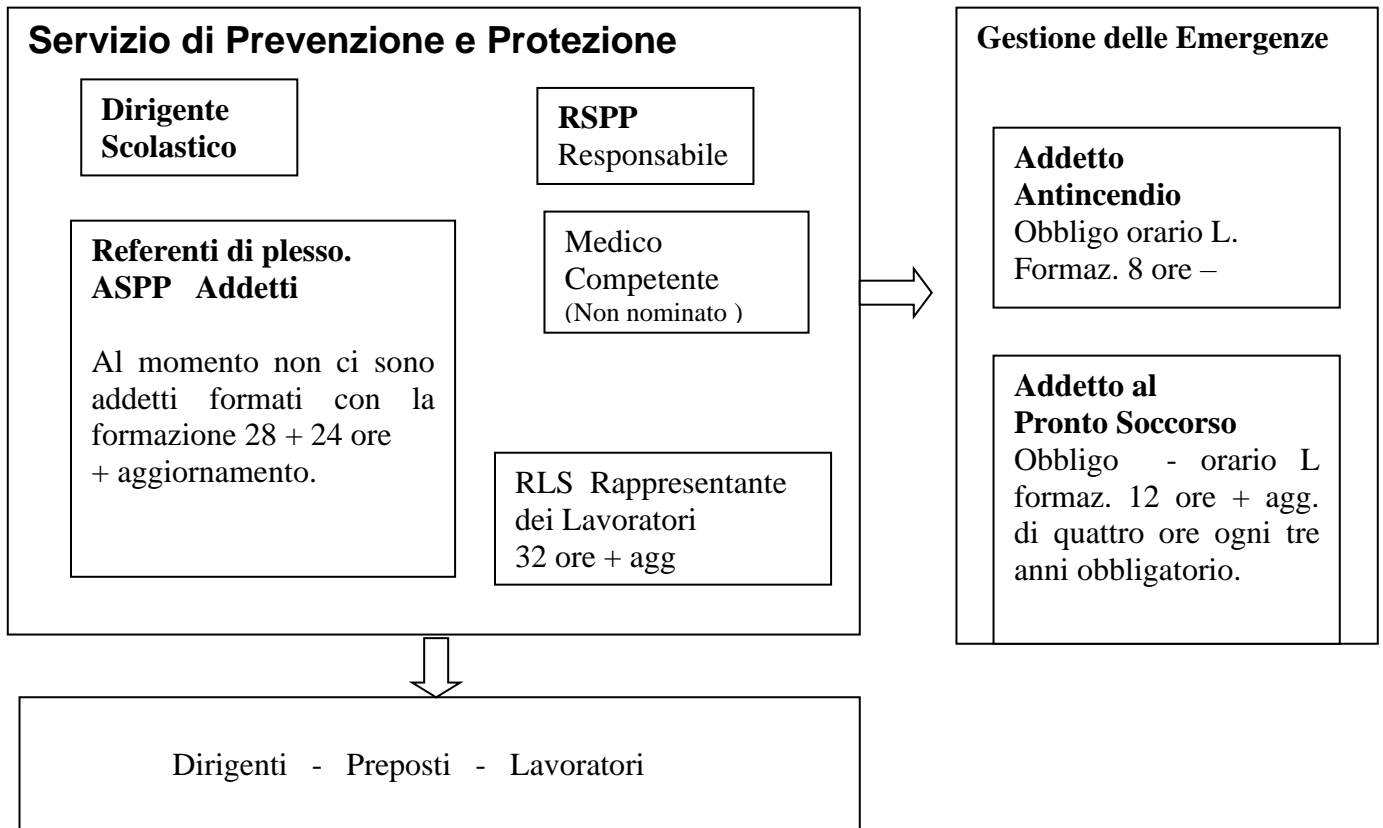 Servizio di Prevenzione e Protezione
Dirigente
Scolastico
RSPP
Responsabile
Referenti di plesso.
ASPP Addetti
Al momento non ci sono
addetti formati con la
formazione 28 + 24 ore
+ aggiornamento.
Medico
Competente
(Non nominato )
RLS Rappresentante
dei Lavoratori
32 ore + agg
Gestione delle Emergenze
Addetto
Antincendio
Obbligo orario L.
Formaz. 8 ore –
Addetto al
Pronto Soccorso
Obbligo - orario L
formaz. 12 ore + agg.
di quattro ore ogni tre
anni obbligatorio.
Dirigenti - Preposti - Lavoratori